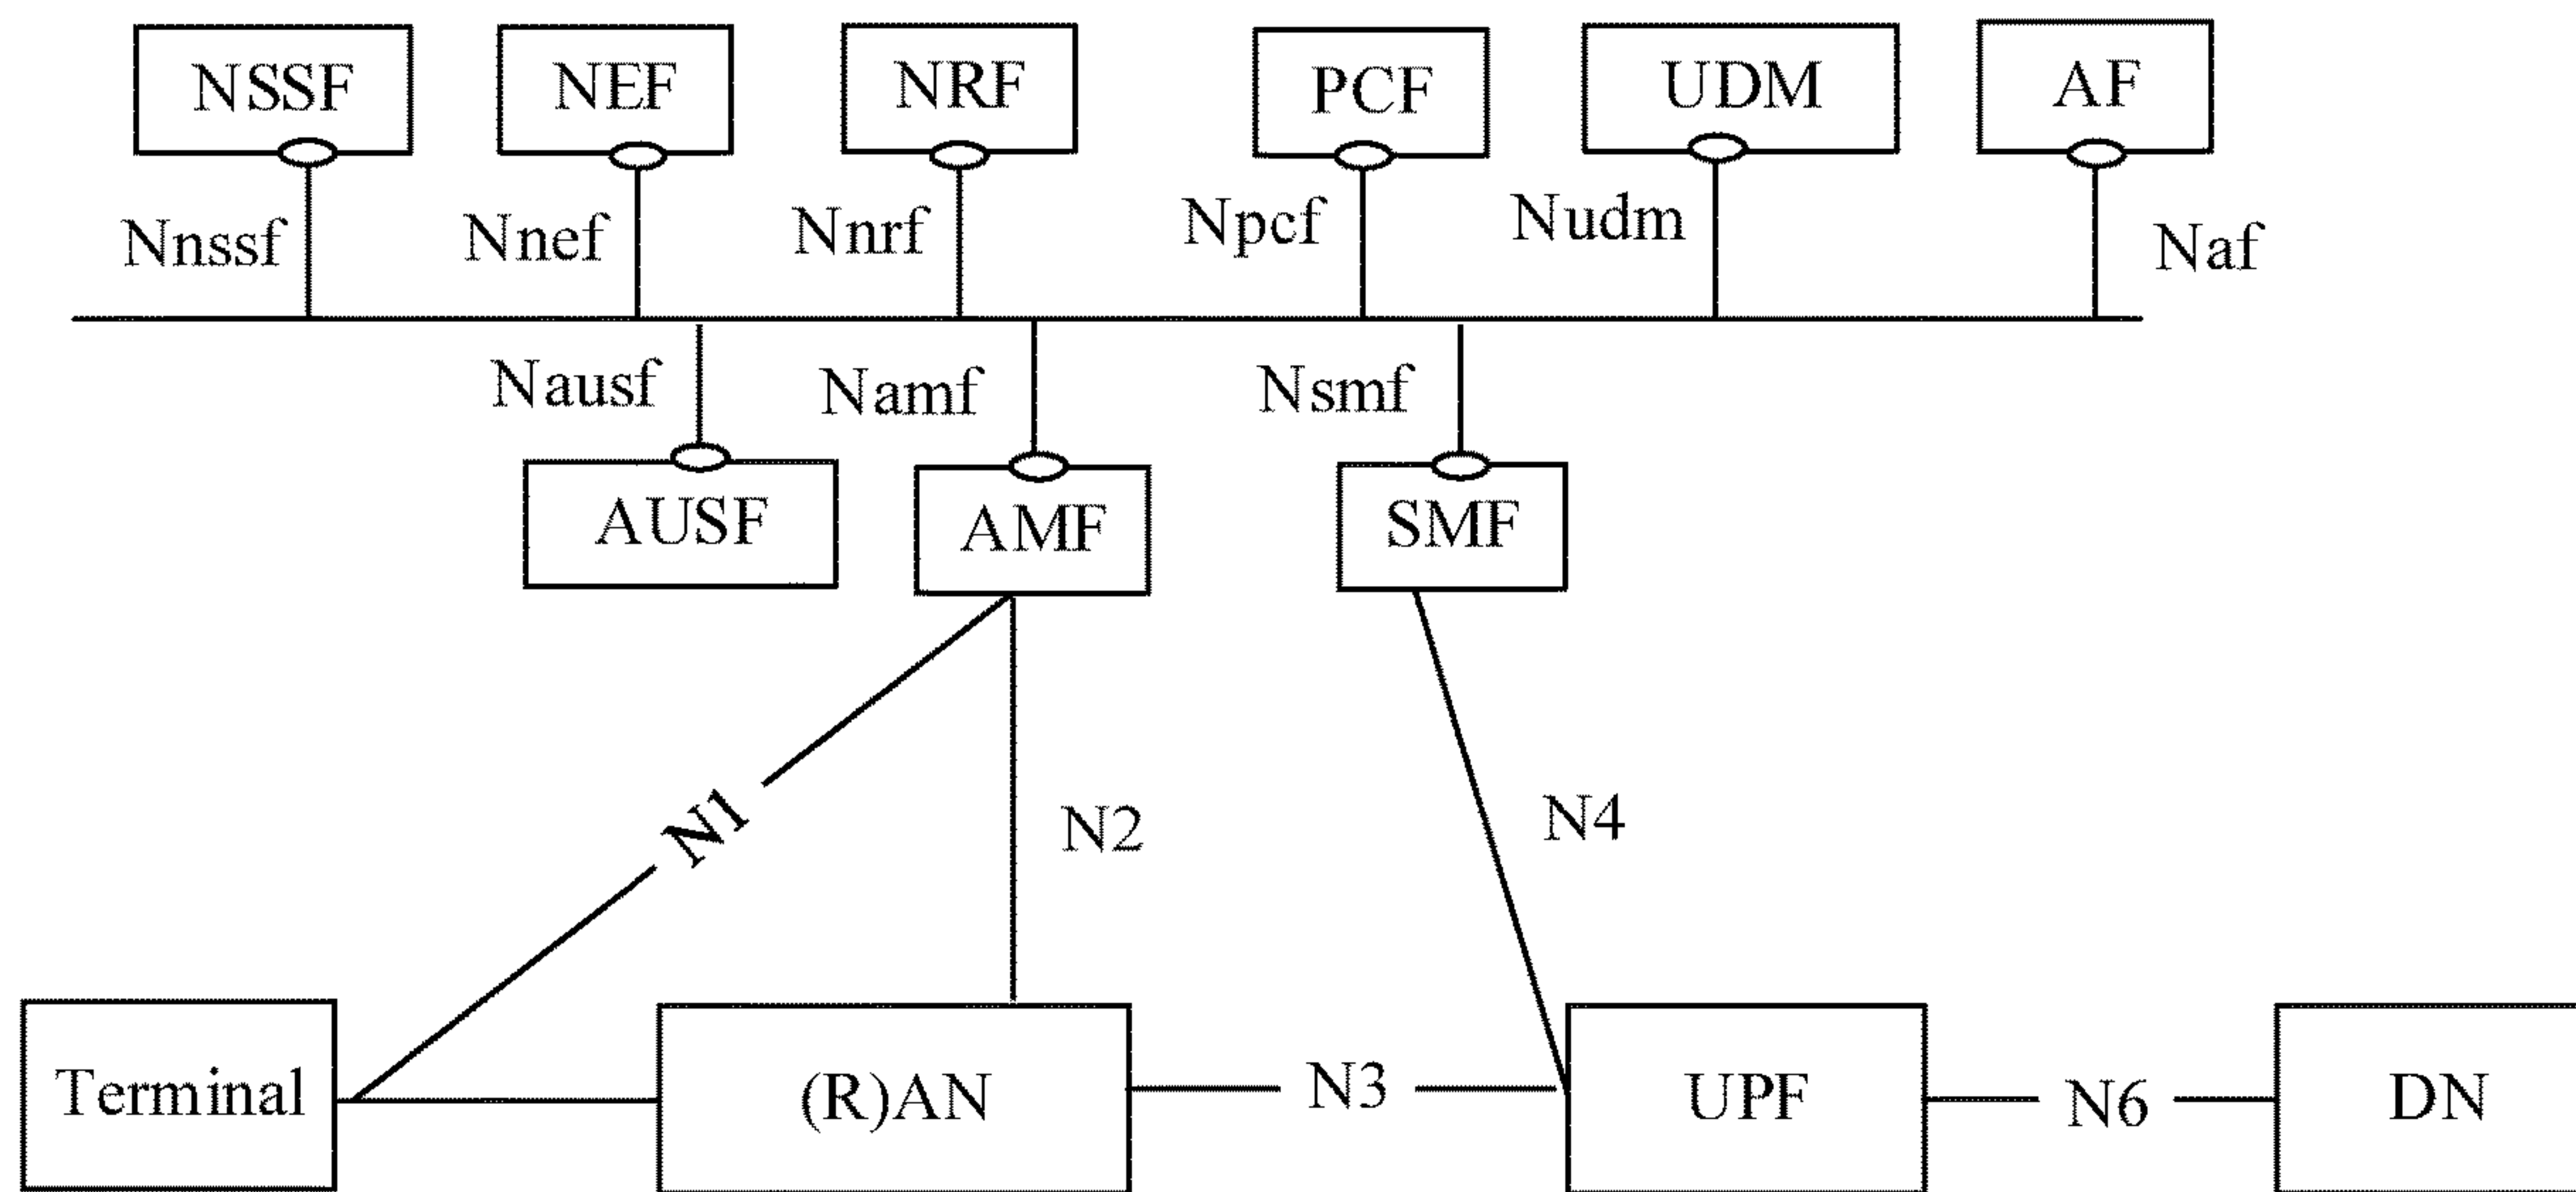 NSSF
NEF
NRF
PCF
UDM
AF
Nnssf
Nnef
Nnrf
Npcf
Nudm
Naf
Nausf
Namf
Nsmf
AUSF
AMF
SMF
N1
N2
N4
Terminal
(R)AN
N3
UPF
N6
DN